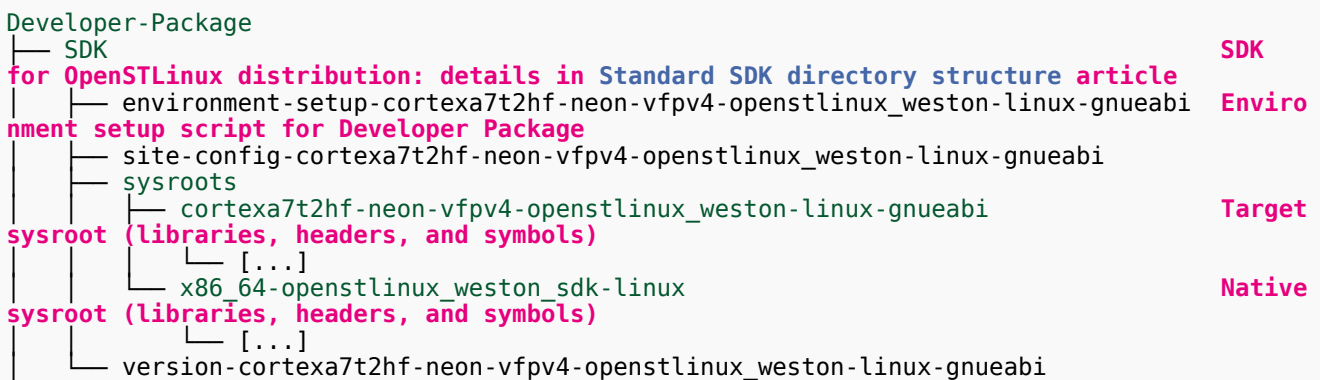 Developer-Package
├── SDK                                                                             SDK
for OpenSTLinux distribution: details in Standard SDK directory structure article
│   ├── environment-setup-cortexa7t2hf-neon-vfpv4-openstlinux_weston-linux-gnueabi  Enviro
nment setup script for Developer Package
│   ├── site-config-cortexa7t2hf-neon-vfpv4-openstlinux_weston-linux-gnueabi
│   ├── sysroots
│   │   ├── cortexa7t2hf-neon-vfpv4-openstlinux_weston-linux-gnueabi                Target
sysroot (libraries, headers, and symbols)
│   │   │   └── [...]
│   │   └── x86_64-openstlinux_weston_sdk-linux                                     Native
sysroot (libraries, headers, and symbols)
│   │       └── [...]
│   └── version-cortexa7t2hf-neon-vfpv4-openstlinux_weston-linux-gnueabi